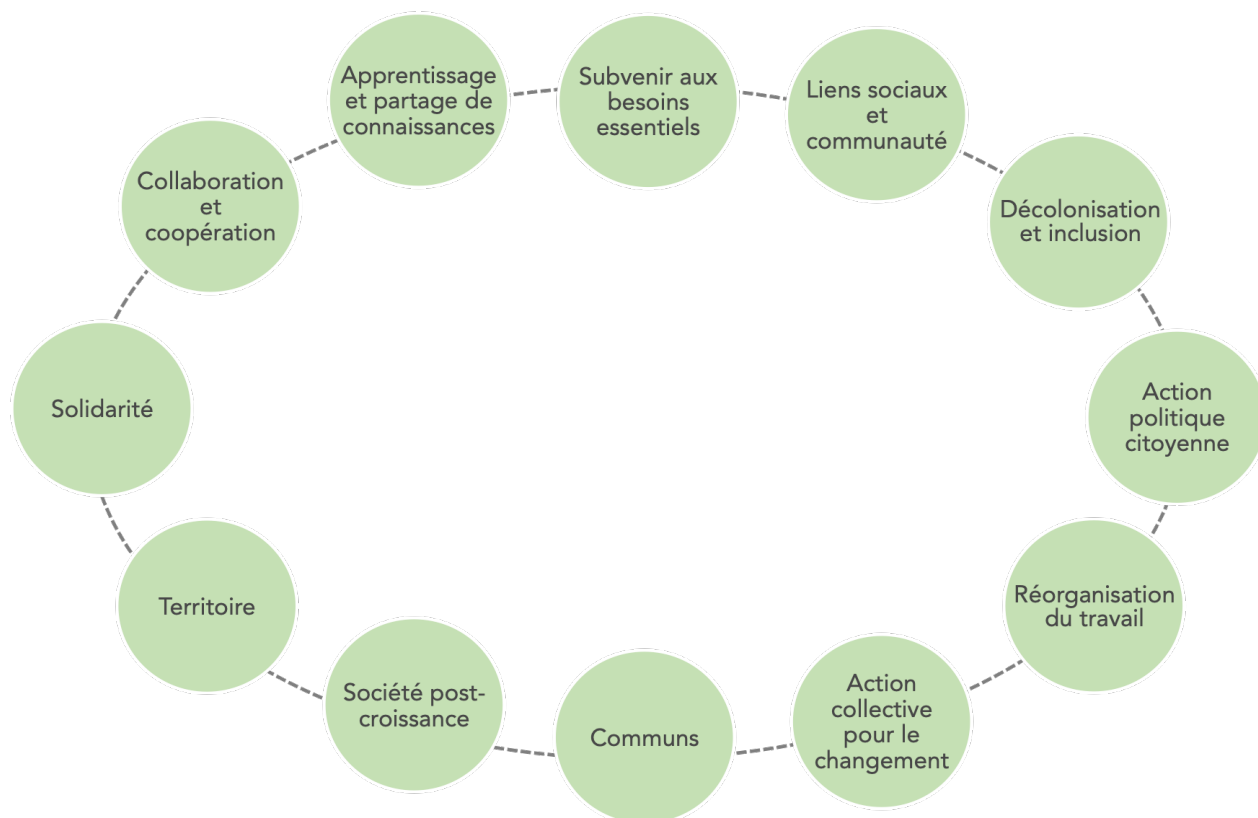 Apprentissage
et partage de
connaissances
Subvenir aux
besoins
essentiels
Liens sociaux
et
communauté
Décolonisation
et inclusion
Action
politique
citoyenne
Réorganisation
du travail
Action
collective
pour le
changement
Communs
Société post-
croissance
Territoire
Solidarité
Collaboration
et
coopération